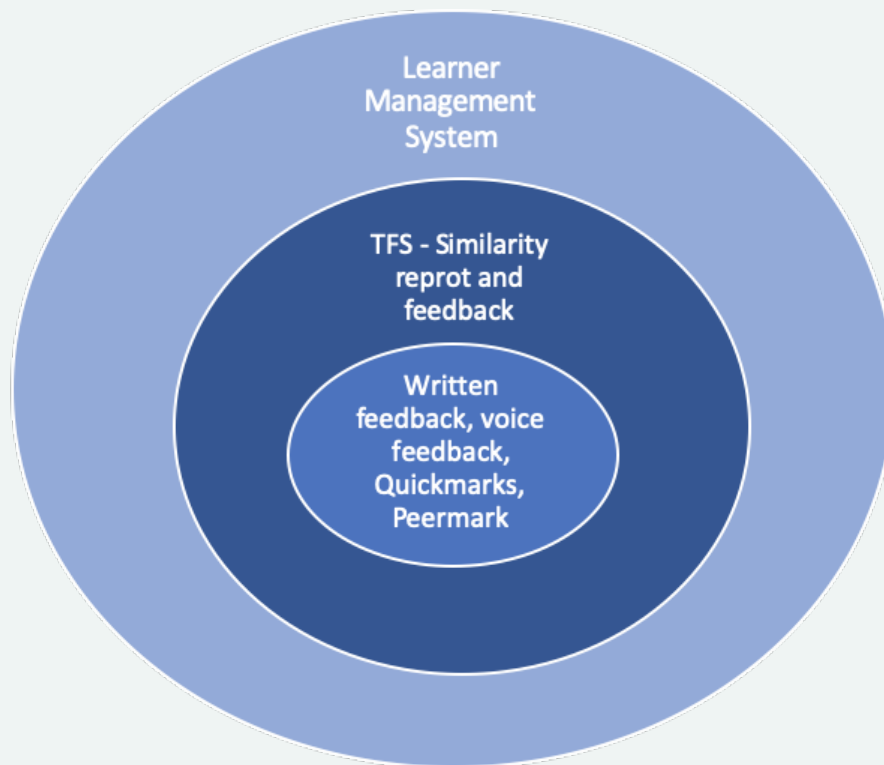 Learner
Management
System
TFS - Similarity
reprot and
feedback
Written
feedback, voice
feedback,
Quickmarks,
Peermark